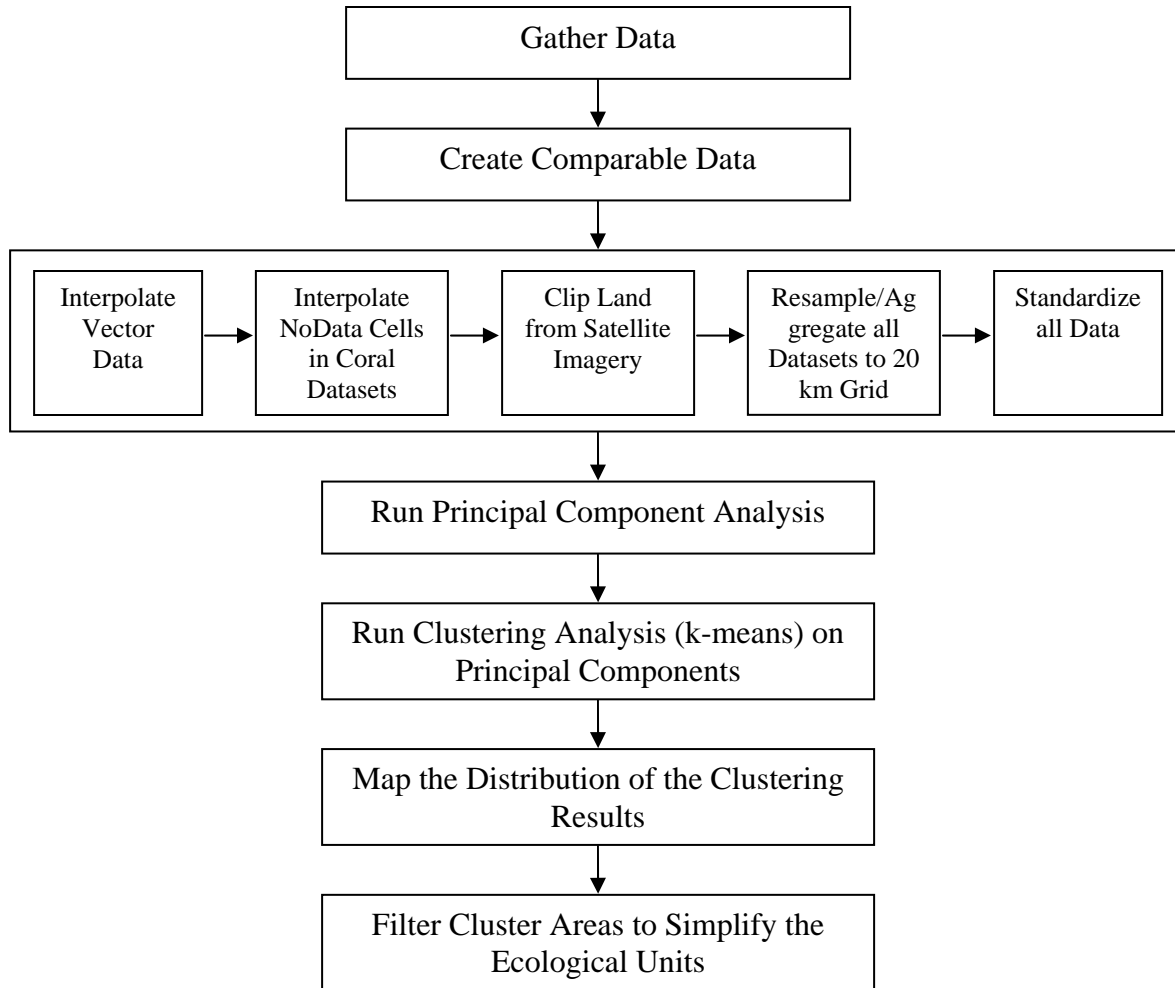 Gather Data
Create Comparable Data
Interpolate
Vector
Data
Interpolate
NoData Cells
in Coral
Datasets
Clip Land
from Satellite
Imagery
Resample/Ag
gregate all
Datasets to 20
km Grid
Standardize
all Data
Run Principal Component Analysis
Run Clustering Analysis (k-means) on
Principal Components
Map the Distribution of the Clustering
Results
Filter Cluster Areas to Simplify the
Ecological Units